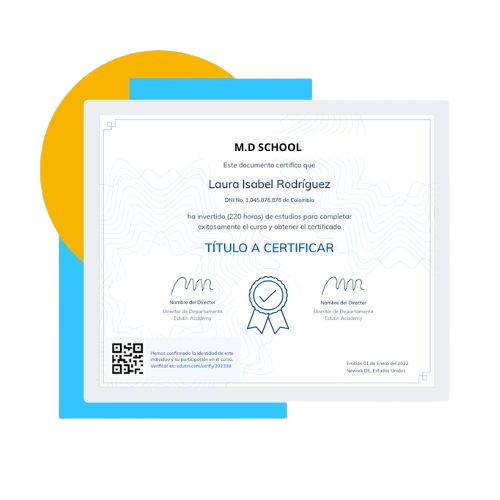 M.D SCHOOL
Este documento certifica que
Laura Isabel Rodríguez
DNI No. 1.045.876.876 de Colombia
ha invertido (220 horas) de estudios para completar
exitosamente el curso y obtener el certificado
TÍTULO A CERTIFICAR
Nombre del Director
Director de Departamento
Edutin Academy
Nombre del Director
Director de Departamento
Edutin Academy
Hemos confirmado la identidad de este
individuo y su participación en el curso.
Verificar en: edutin.com/verify/202338
Emitido 01 de Enero del 2022
Newark DE, Estados Unidos